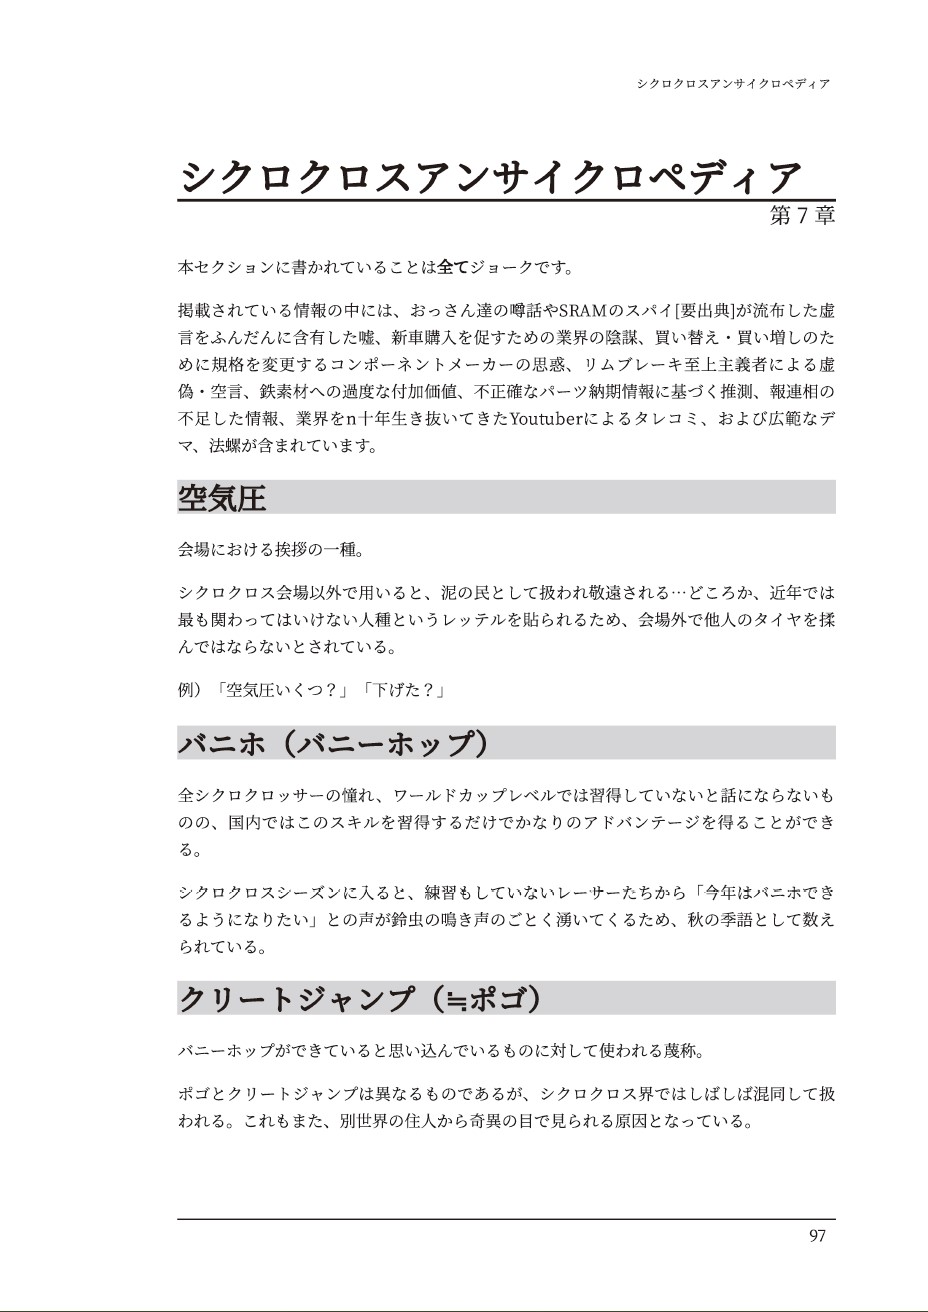 シクロクロスアンサイクロペディア
シクロクロスアンサイクロペディア
第 7 章
本セクションに書かれていることは全てジョークです。
掲載されている情報の中には、おっさん達の噂話やSRAMのスパイ[要出典]が流布した虚
言をふんだんに含有した嘘、新車購入を促すための業界の陰謀、買い替え・買い増しのた
めに規格を変更するコンポーネントメーカーの思惑、リムブレーキ至上主義者による虚
偽・空言、鉄素材への過度な付加価値、不正確なパーツ納期情報に基づく推測、報連相の
不足した情報、業界をn十年生き抜いてきたYoutuberによるタレコミ、および広範なデ
マ、法螺が含まれています。
空気圧
会場における挨拶の一種。
シクロクロス会場以外で用いると、泥の民として扱われ敬遠される…どころか、近年では
最も関わってはいけない人種というレッテルを貼られるため、会場外で他人のタイヤを揉
んではならないとされている。
例）「空気圧いくつ？」「下げた？」
バニホ（バニーホップ）
全シクロクロッサーの憧れ、ワールドカップレベルでは習得していないと話にならないも
のの、国内ではこのスキルを習得するだけでかなりのアドバンテージを得ることができ
る。
シクロクロスシーズンに入ると、練習もしていないレーサーたちから「今年はバニホでき
るようになりたい」との声が鈴虫の鳴き声のごとく湧いてくるため、秋の季語として数え
られている。
クリートジャンプ（≒ポゴ）
バニーホップができていると思い込んでいるものに対して使われる蔑称。
ポゴとクリートジャンプは異なるものであるが、シクロクロス界ではしばしば混同して扱
われる。これもまた、別世界の住人から奇異の目で見られる原因となっている。
97